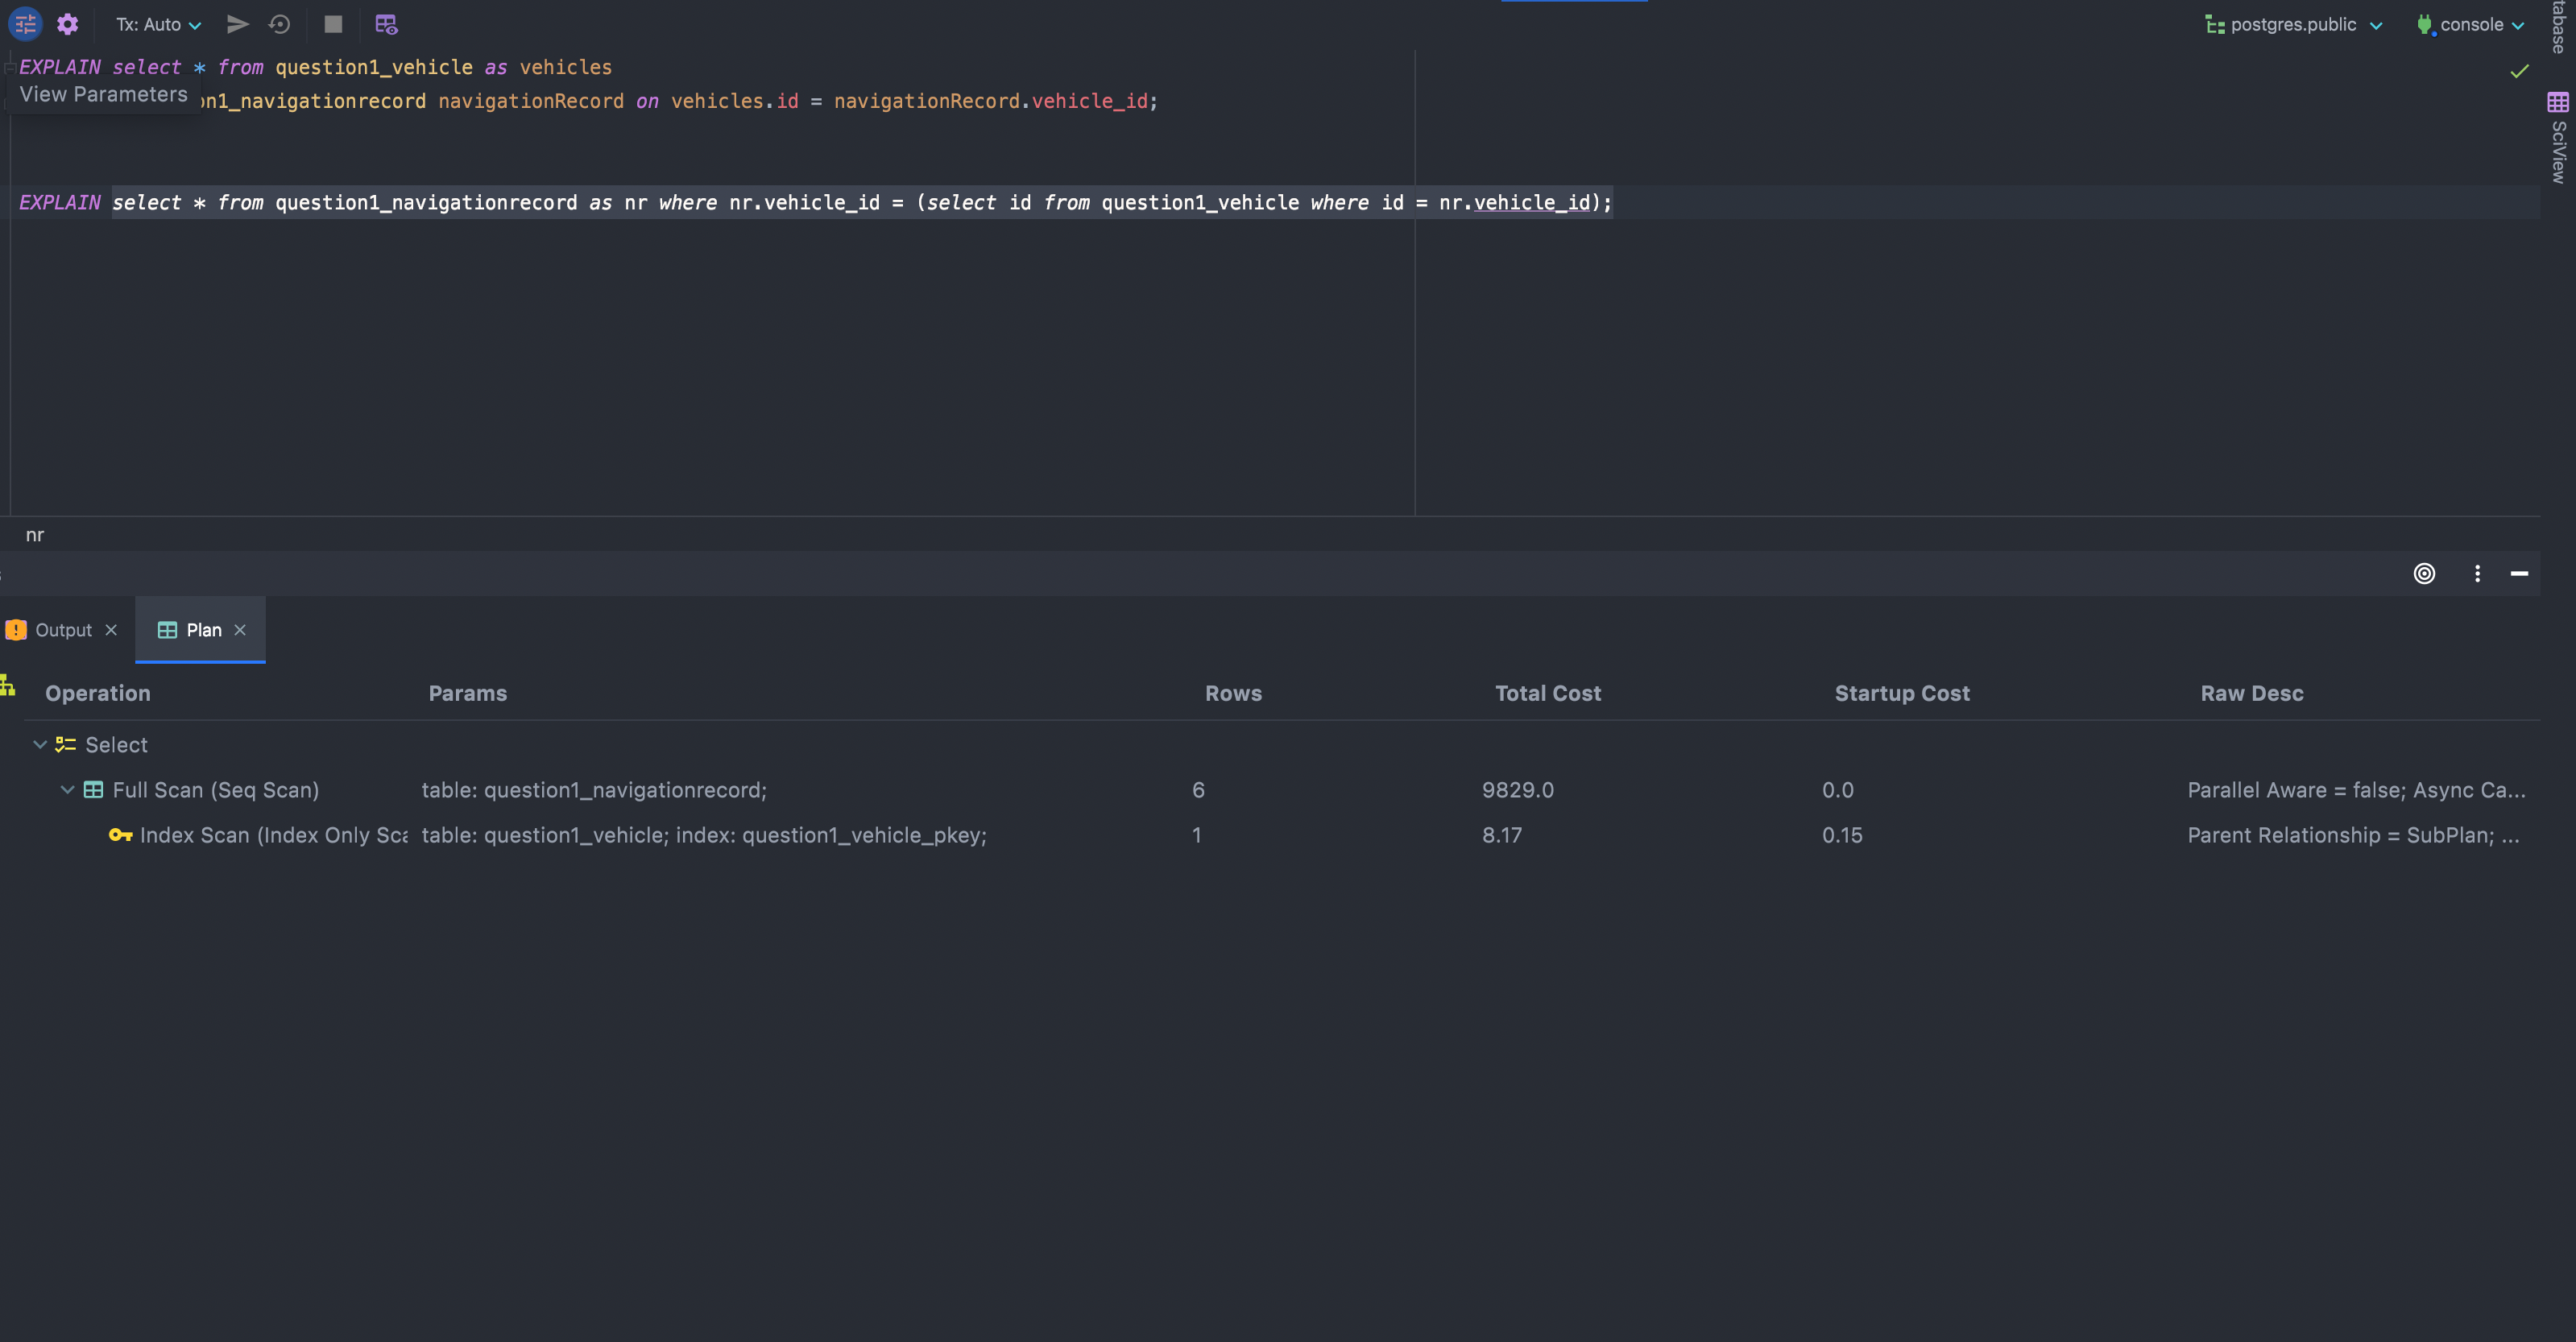 Tx: Auto
postgres.public
console
EXPLAIN select * from question1_vehicle as vehicles
View Parameters
on1_navigationrecord navigationRecord on vehicles.id = navigationRecord.vehicle_id;
EXPLAIN select * from question1_navigationrecord as nr where nr.vehicle_id = (select id from question1_vehicle where id = nr.vehicle_id);
tabase
SciView
nr
Output
Plan
Operation Params Rows Total Cost Startup Cost Raw Desc
Select
Full Scan (Seq Scan) table: question1_navigationrecord; 6 9829.0 0.0 Parallel Aware = false; Async Ca...
Index Scan (Index Only Sca table: question1_vehicle; index: question1_vehicle_pkey; 1 8.17 0.15 Parent Relationship = SubPlan; ...